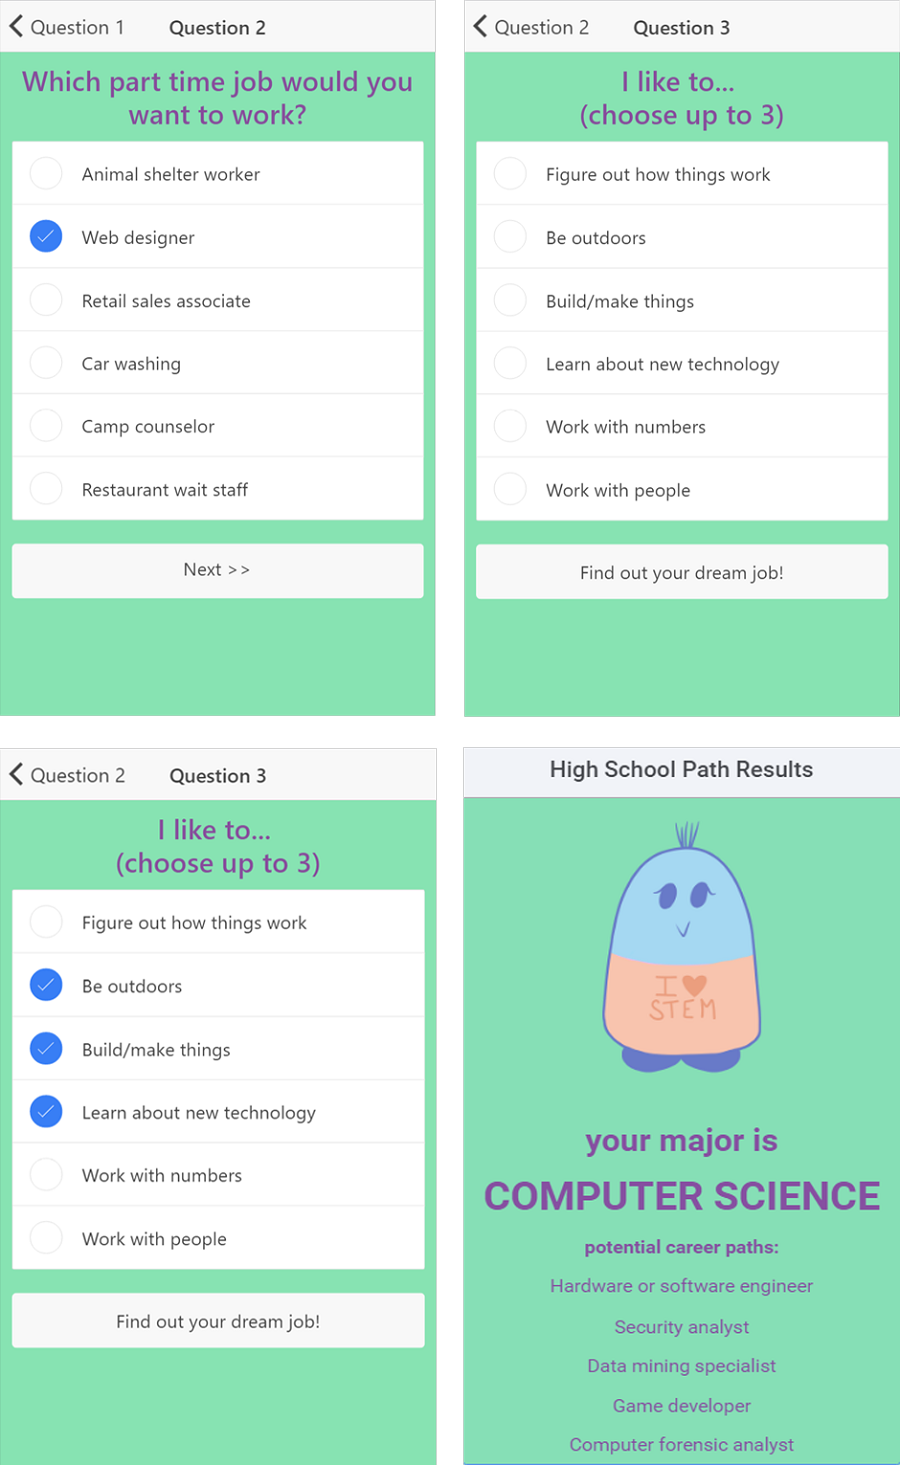 Question 1
Question 2
Which part time job would you
want to work?
Animal shelter worker
Web designer
Retail sales associate
Car washing
Camp counselor
Restaurant wait staff
Next >>
Question 2
Question 3
I like to...
(choose up to 3)
Figure out how things work
Be outdoors
Build/make things
Learn about new technology
Work with numbers
Work with people
Find out your dream job!
Question 2
Question 3
I like to...
(choose up to 3)
Figure out how things work
Be outdoors
Build/make things
Learn about new technology
Work with numbers
Work with people
Find out your dream job!
High School Path Results
I ♥
STEM
your major is
COMPUTER SCIENCE
potential career paths:
Hardware or software engineer
Security analyst
Data mining specialist
Game developer
Computer forensic analyst